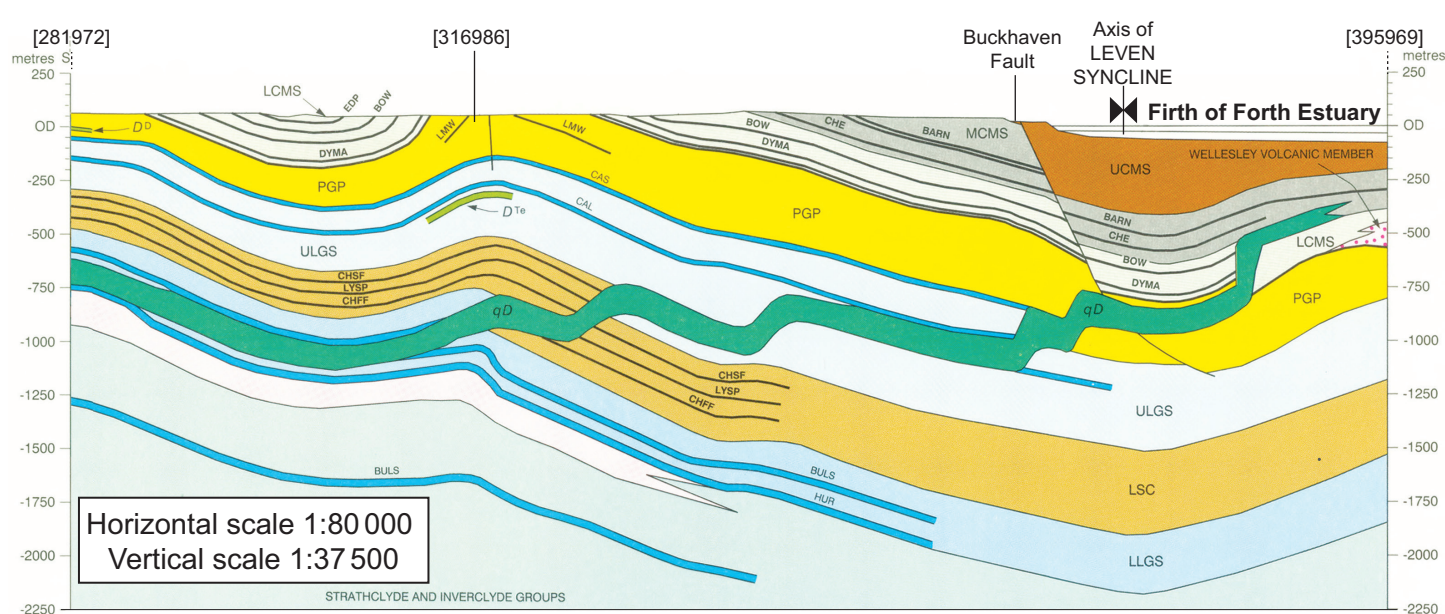 [281972]
[316986]
Buckhaven
Fault
Axis of
LEVEN
SYNCLINE
[395969]
metres S
metres
250
OD
-250
-500
-750
-1000
-1250
-1500
-1750
-2000
-2250
250
OD
-250
-500
-750
-1000
-1250
-1500
-1750
-2000
-2250
Firth of Forth Estuary
LCMS
EDP
BOW
DYMA
D D
PGP
LMW
LMW
CAS
CAL
D Te
ULGS
CHSF
LYSP
CHFF
qD
BOW
DYMA
CHE
BARN
MCMS
PGP
UCMS
WELLESLEY VOLCANIC MEMBER
BARN
CHE
BOW
DYMA
LCMS
PGP
qD
CHSF
LYSP
CHFF
ULGS
BULS
HUR
BULS
LSC
LLGS
Horizontal scale 1:80 000
Vertical scale 1:37 500
STRATHCLYDE AND INVERCLYDE GROUPS